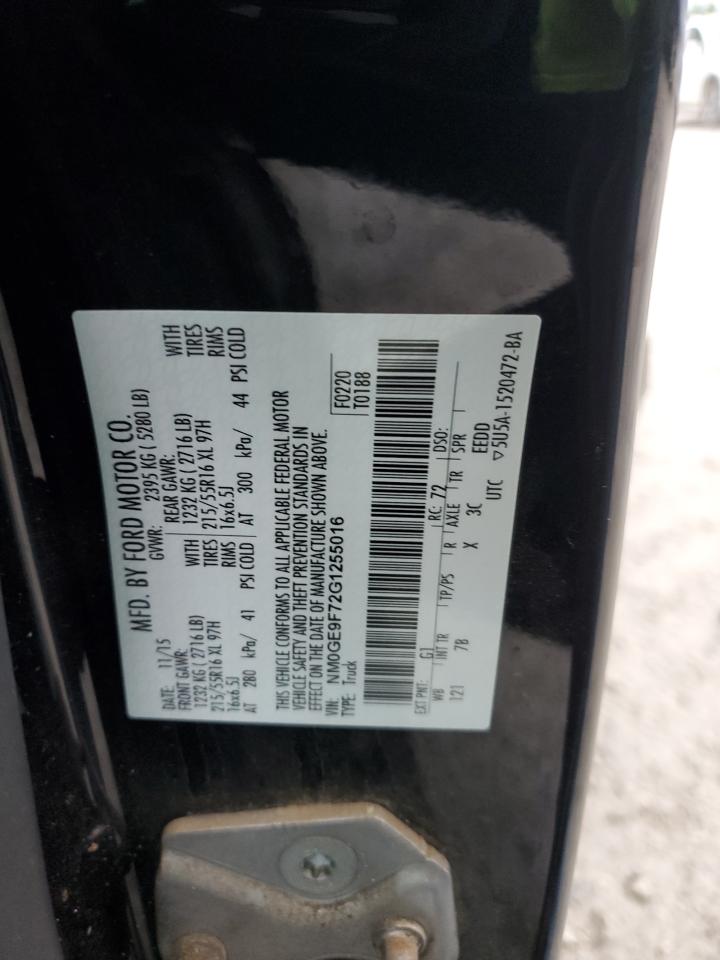 MFD. BY FORD MOTOR CO.
DATE: 11/15 GVWR: 2395 KG ( 5280 LB)
FRONT GAWR: REAR GAWR: WITH
1232 KG ( 2716 LB) 1232 KG ( 2716 LB) TIRES
215/55R16 XL 97H TIRES 215/55R16 XL 97H RIMS
16x6.5J RIMS 16x6.5J
AT 280 kPa/ 41 PSI COLD AT 300 kPa/ 44 PSI COLD
THIS VEHICLE CONFORMS TO ALL APPLICABLE FEDERAL MOTOR
VEHICLE SAFETY AND THEFT PREVENTION STANDARDS IN
EFFECT ON THE DATE OF MANUFACTURE SHOWN ABOVE.
VIN: NM0GE9F72G1255016 F0220
TYPE: Truck T0188
EXT PNT: G1 RC: 72 DSO:
WB INT TR TP/PS R AXLE TR SPR
121 7B X 3C EEDD
UTC ▽5U5A-1520472-BA